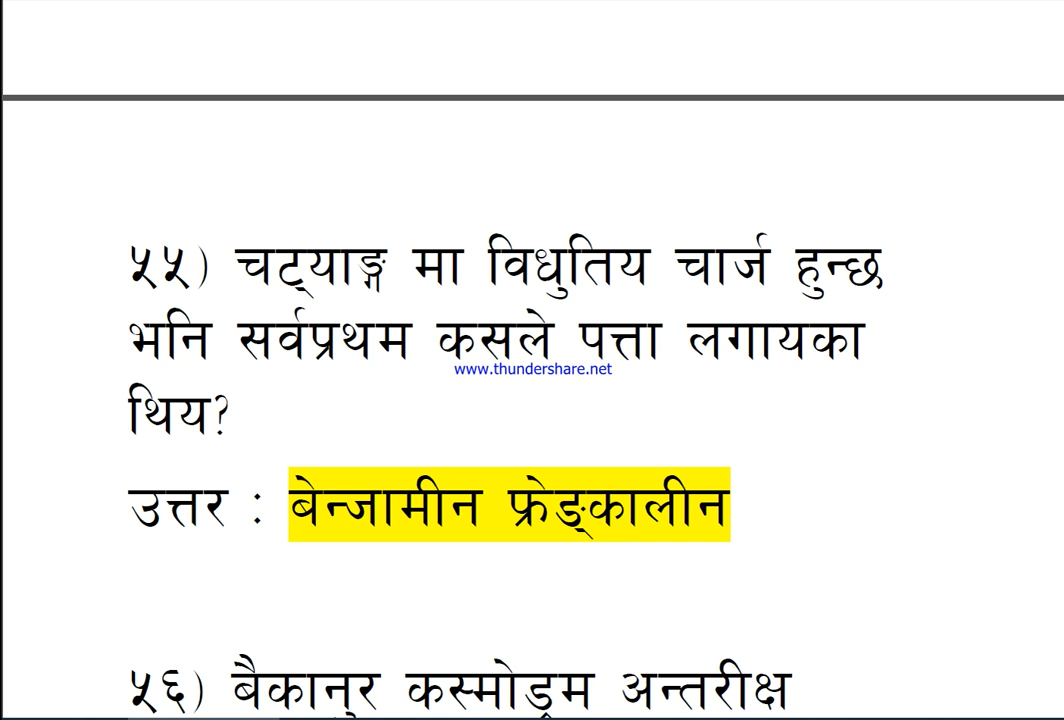 ५५) चट्याङ्ग मा विधुतिय चार्ज हुन्छ
भनि सर्वप्रथम कसले पत्ता लगायका
www.thundershare.net
थिय?
उत्तर : बेन्जामीन फ्रेङ्कालीन
५६) बैकानुर कस्मोड्रम अन्तरीक्ष